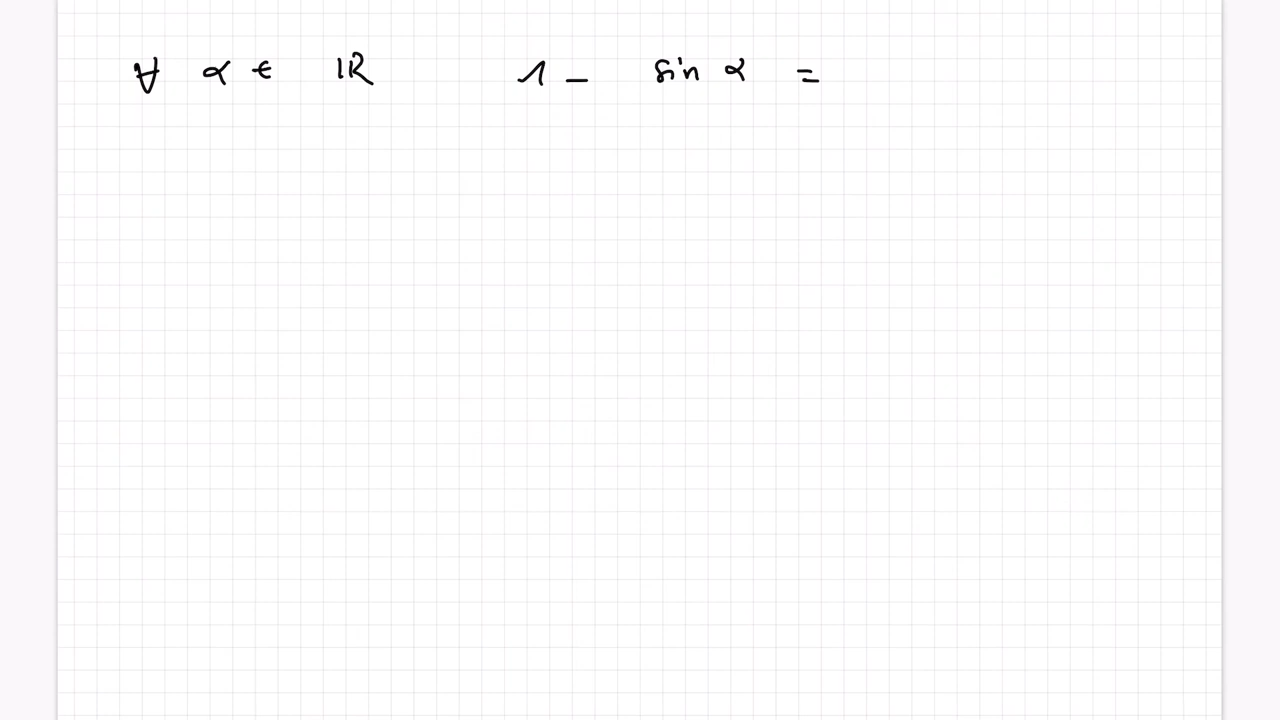 ∀ α ∈ ℝ 1 - sin α =